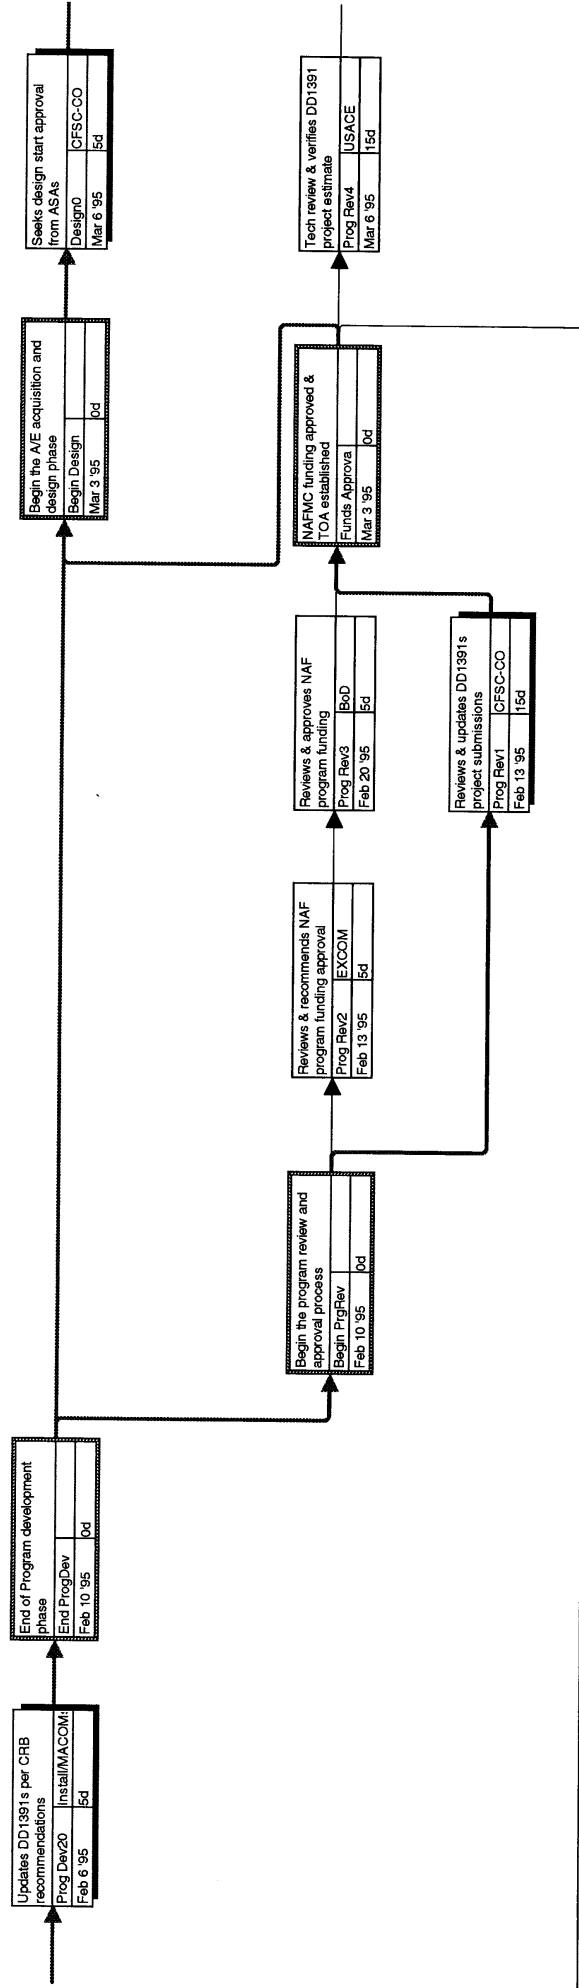 Updates DD1391s per CRB
recommendations
Prog Dev20 Install/MACOM
Feb 6 '95 5d
End of Program development
phase
End ProgDev
Feb 10 '95 0d
Begin the A/E acquisition and
design phase
Begin Design
Mar 3 '95 0d
Seeks design start approval
from ASAs
Design0 CFSC-CO
Mar 6 '95 5d
Begin the program review and
approval process
Begin PrgRev
Feb 10 '95 0d
Reviews & recommends NAF
program funding approval
Prog Rev2 EXCOM
Feb 13 '95 5d
Reviews & approves NAF
program funding
Prog Rev3 BoD
Feb 20 '95 5d
NAFMC funding approved &
TOA established
Funds Approva
Mar 3 '95 0d
Tech review & verifies DD1391
project estimate
Prog Rev4 USACE
Mar 6 '95 15d
Reviews & updates DD1391s
project submissions
Prog Rev1 CFSC-CO
Feb 13 '95 15d